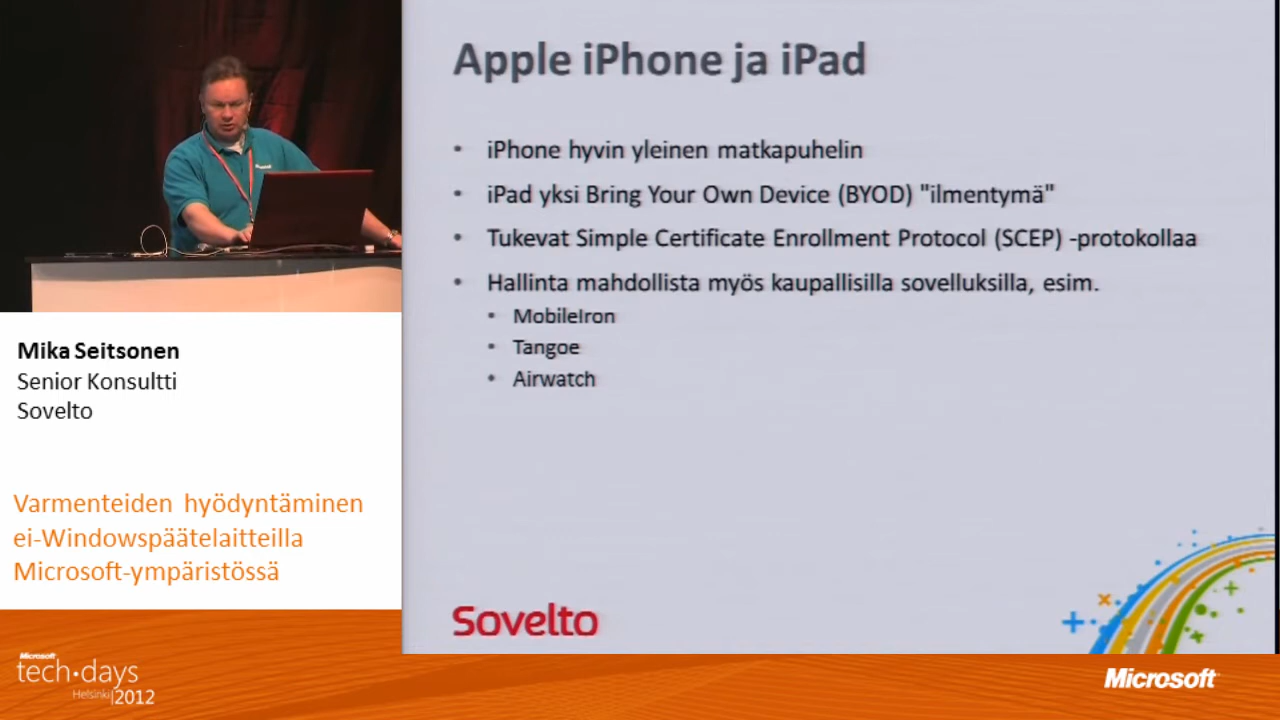 Apple iPhone ja iPad
• iPhone hyvin yleinen matkapuhelin
• iPad yksi Bring Your Own Device (BYOD) "ilmentymä"
• Tukevat Simple Certificate Enrollment Protocol (SCEP) -protokollaa
• Hallinta mahdollista myös kaupallisilla sovelluksilla, esim.
• MobileIron
• Tangoe
• Airwatch
Sovelto
Mika Seitsonen
Senior Konsultti
Sovelto
Varmenteiden hyödyntäminen
ei-Windowspäätelaitteilla
Microsoft-ympäristössä
Microsoft
tech·days
Helsinki|2012
Microsoft